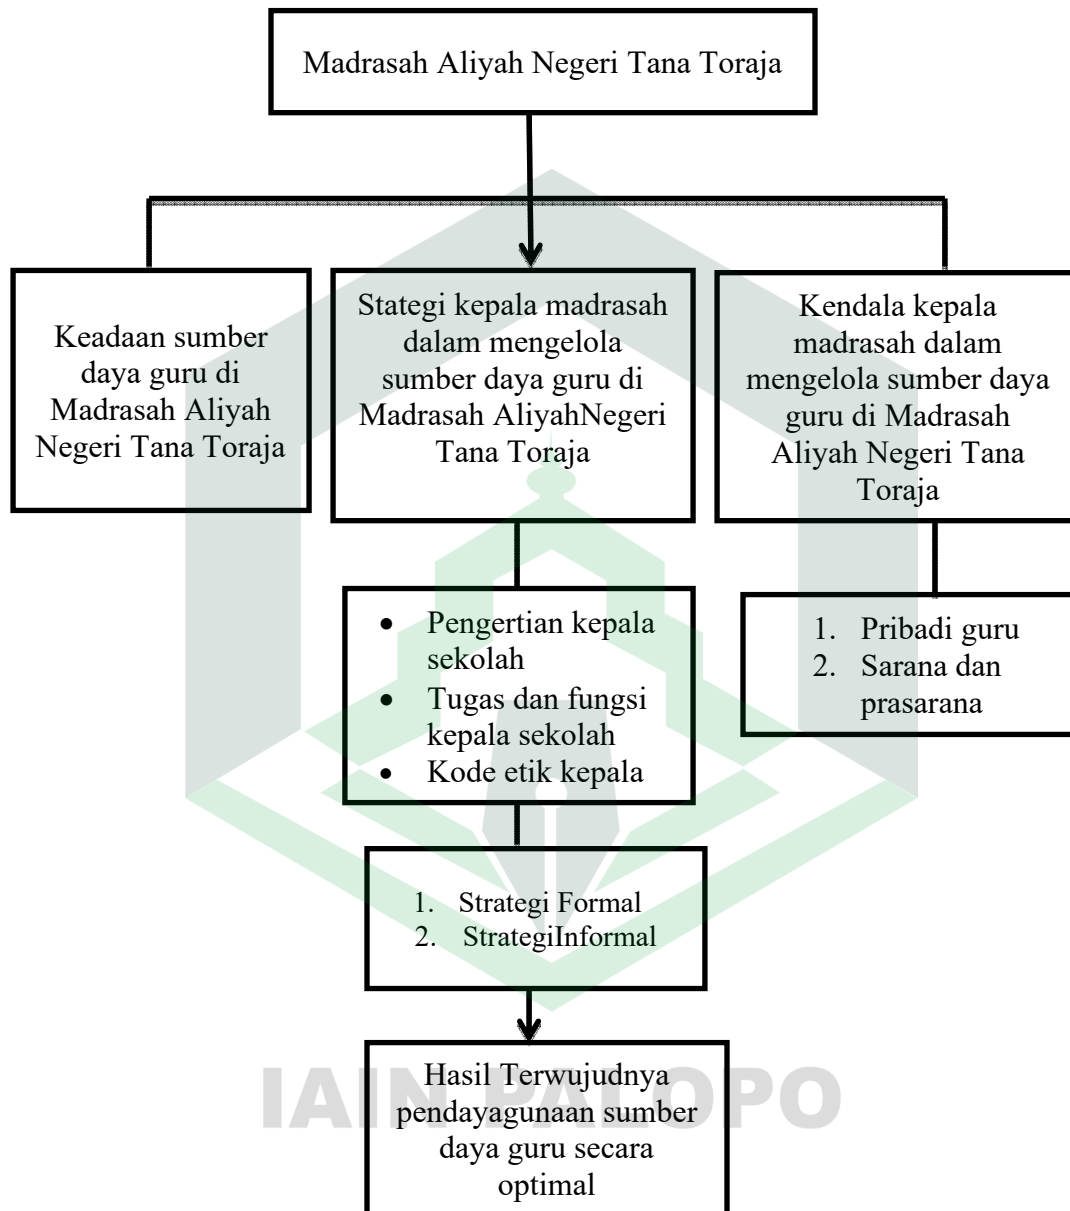 Madrasah Aliyah Negeri Tana Toraja
Keadaan sumber
daya guru di
Madrasah Aliyah
Negeri Tana Toraja
Stategi kepala madrasah
dalam mengelola
sumber daya guru di
Madrasah AliyahNegeri
Tana Toraja
Kendala kepala
madrasah dalam
mengelola sumber daya
guru di Madrasah
Aliyah Negeri Tana
Toraja
• Pengertian kepala
sekolah
• Tugas dan fungsi
kepala sekolah
• Kode etik kepala
1. Pribadi guru
2. Sarana dan
prasarana
1. Strategi Formal
2. StrategiInformal
Hasil Terwujudnya
pendayagunaan sumber
daya guru secara
optimal
IAIN PALOPO